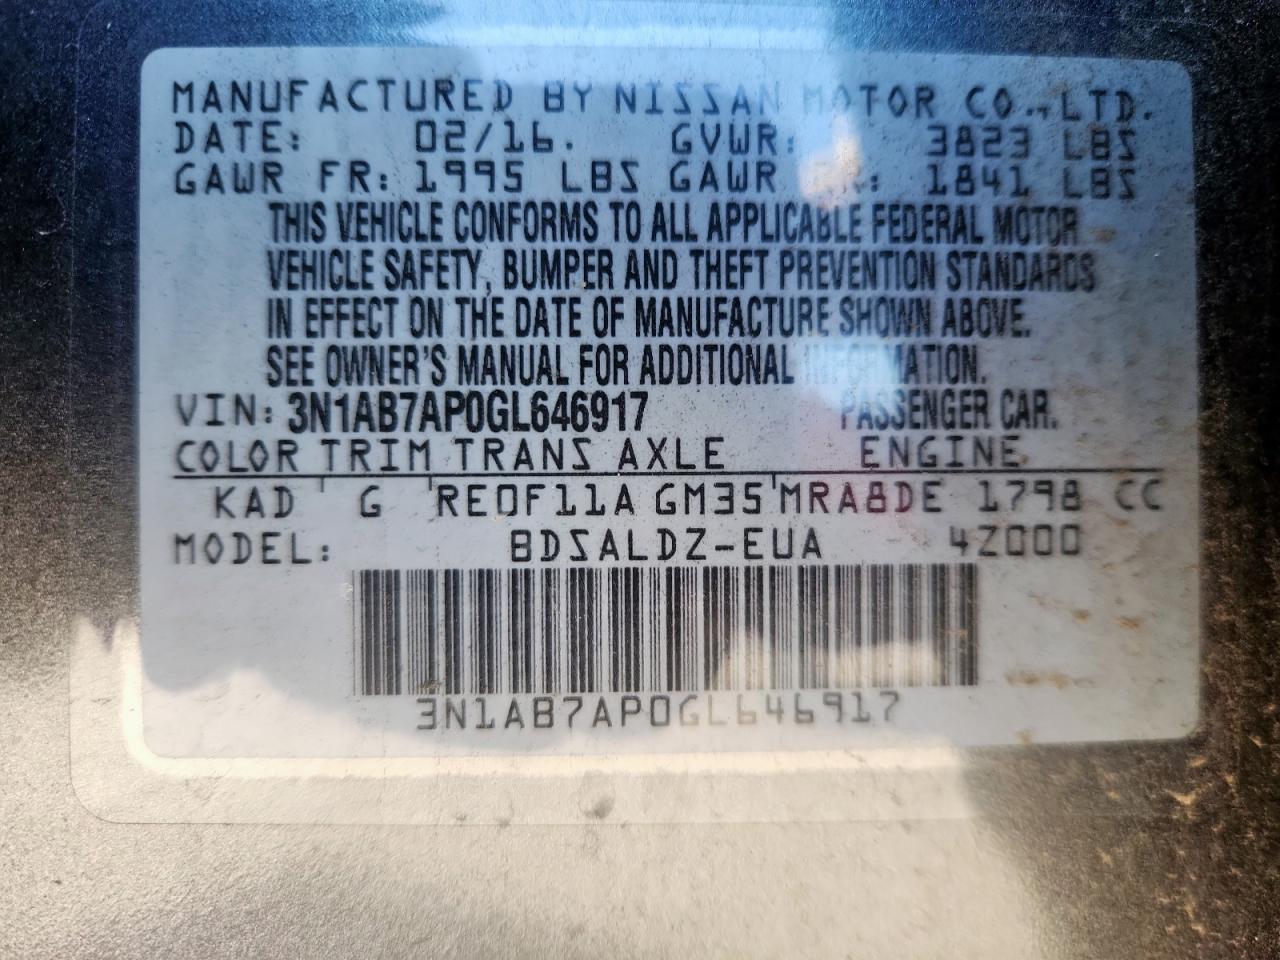 MANUFACTURED BY NISSAN MOTOR CO., LTD.
DATE: 02/16. GVWR: 3823 LBS
GAWR FR: 1995 LBS GAWR RR: 1841 LBS
THIS VEHICLE CONFORMS TO ALL APPLICABLE FEDERAL MOTOR
VEHICLE SAFETY, BUMPER AND THEFT PREVENTION STANDARDS
IN EFFECT ON THE DATE OF MANUFACTURE SHOWN ABOVE.
SEE OWNER'S MANUAL FOR ADDITIONAL INFORMATION.
VIN: 3N1AB7AP0GL646917 PASSENGER CAR.
COLOR TRIM TRANS AXLE ENGINE
KAD G RE0F11A GM35 MRA8DE 1798 CC
MODEL: BDSALDZ-EUA 4Z000
3N1AB7AP0GL646917